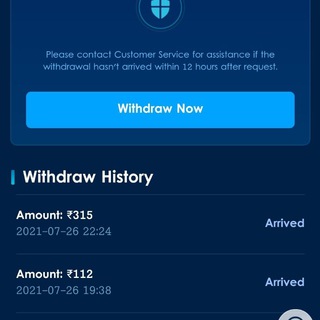 Please contact Customer Service for assistance if the
withdrawal hasn't arrived within 12 hours after request.
Withdraw Now
Withdraw History
Amount: ₹315
2021-07-26 22:24
Arrived
Amount: ₹112
2021-07-26 19:38
Arrived